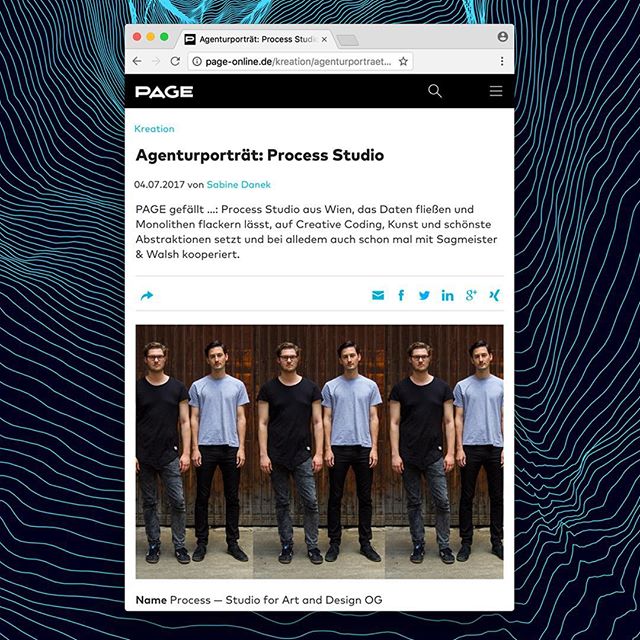 Agenturporträt: Process Studio
page-online.de/kreation/agenturportraet...
PAGE
Kreation
Agenturporträt: Process Studio
04.07.2017 von Sabine Danek
PAGE gefällt ...: Process Studio aus Wien, das Daten fließen und
Monolithen flackern lässt, auf Creative Coding, Kunst und schönste
Abstraktionen setzt und bei alledem auch schon mal mit Sagmeister
& Walsh kooperiert.
Name Process — Studio for Art and Design OG